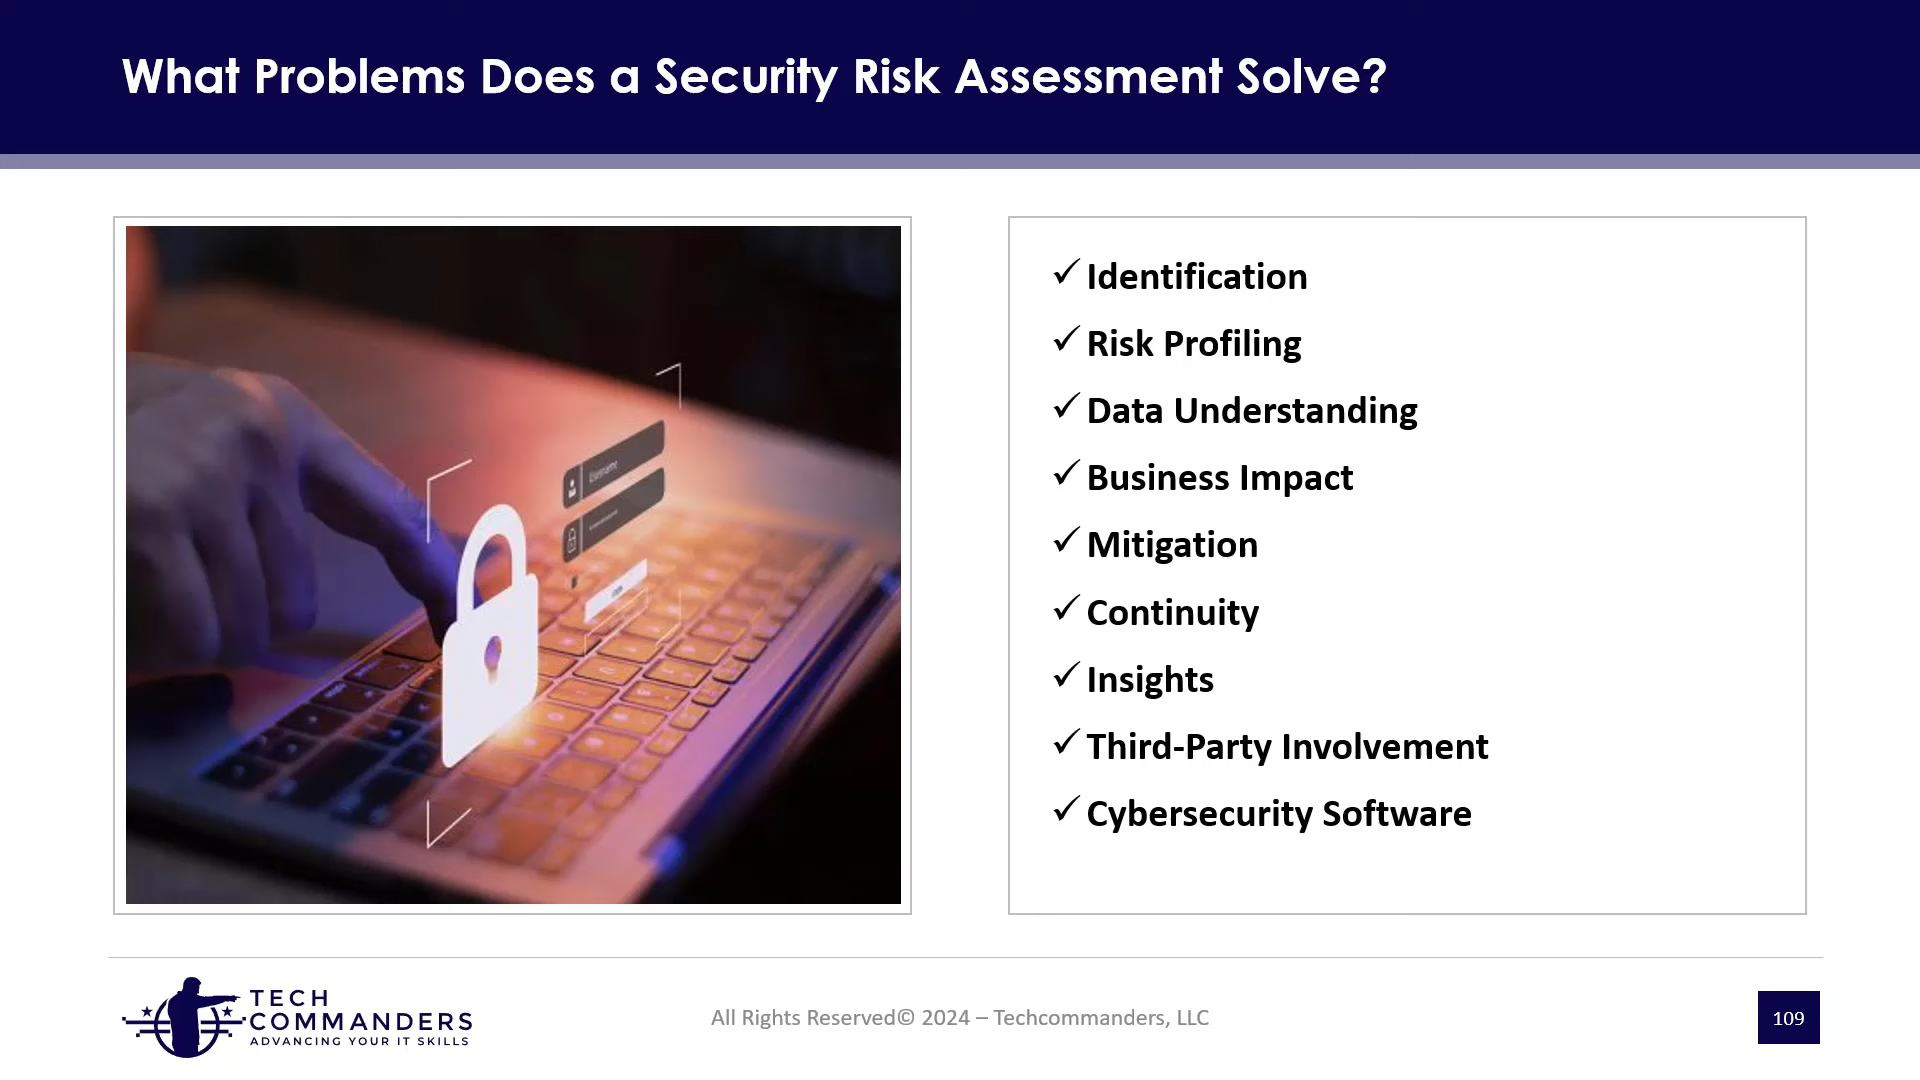 What Problems Does a Security Risk Assessment Solve?
Username
✓ Identification
✓ Risk Profiling
✓ Data Understanding
✓ Business Impact
✓ Mitigation
✓ Continuity
✓ Insights
✓ Third-Party Involvement
✓ Cybersecurity Software
TECH
COMMANDERS
ADVANCING YOUR IT SKILLS
All Rights Reserved© 2024 – Techcommanders, LLC
109